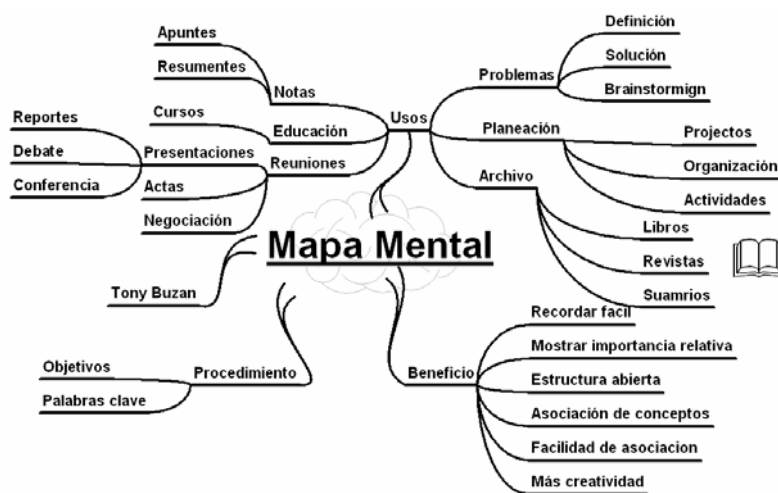 Mapa Mental
Usos
Notas
Apuntes
Resumentes
Educación
Cursos
Reuniones
Presentaciones
Reportes
Debate
Conferencia
Actas
Negociación
Problemas
Definición
Solución
Brainstormign
Planeación
Projectos
Organización
Actividades
Archivo
Libros
Revistas
Suamrios
Tony Buzan
Procedimiento
Objetivos
Palabras clave
Beneficio
Recordar facil
Mostrar importancia relativa
Estructura abierta
Asociación de conceptos
Facilidad de asociacion
Más creatividad